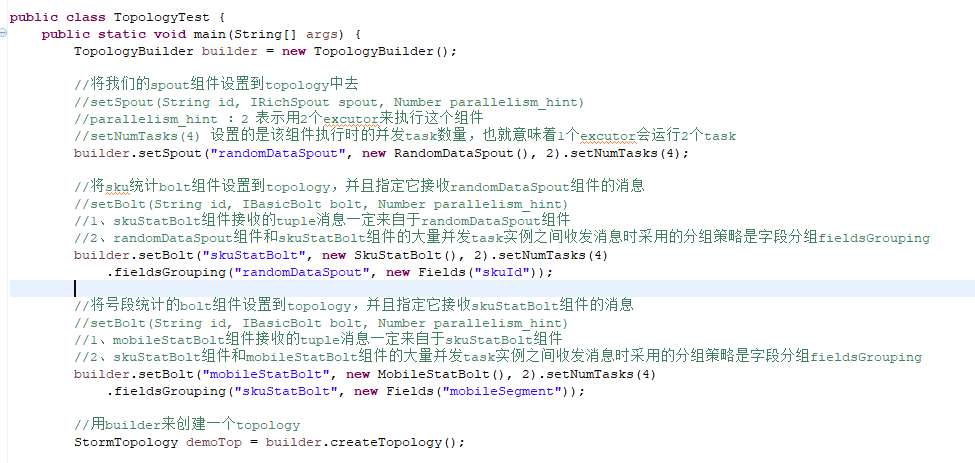 public class TopologyTest {
public static void main(String[] args) {
TopologyBuilder builder = new TopologyBuilder();
//将我们的spout组件设置到topology中去
//setSpout(String id, IRichSpout spout, Number parallelism_hint)
//parallelism_hint :2 表示用2个excutor来执行这个组件
//setNumTasks(4) 设置的是该组件执行时的并发task数量，也就意味着1个excutor会运行2个task
builder.setSpout("randomDataSpout", new RandomDataSpout(), 2).setNumTasks(4);
//将sku统计bolt组件设置到topology，并且指定它接收randomDataSpout组件的消息
//setBolt(String id, IBasicBolt bolt, Number parallelism_hint)
//1、skuStatBolt组件接收的tuple消息一定来自于randomDataSpout组件
//2、randomDataSpout组件和skuStatBolt组件的大量并发task实例之间收发消息时采用的分组策略是字段分组fieldsGrouping
builder.setBolt("skuStatBolt", new SkuStatBolt(), 2).setNumTasks(4)
.fieldsGrouping("randomDataSpout", new Fields("skuId"));
//将号段统计的bolt组件设置到topology，并且指定它接收skuStatBolt组件的消息
//setBolt(String id, IBasicBolt bolt, Number parallelism_hint)
//1、mobileStatBolt组件接收的tuple消息一定来自于skuStatBolt组件
//2、skuStatBolt组件和mobileStatBolt组件的大量并发task实例之间收发消息时采用的分组策略是字段分组fieldsGrouping
builder.setBolt("mobileStatBolt", new MobileStatBolt(), 2).setNumTasks(4)
.fieldsGrouping("skuStatBolt", new Fields("mobileSegment"));
//用builder来创建一个topology
StormTopology demoTop = builder.createTopology();